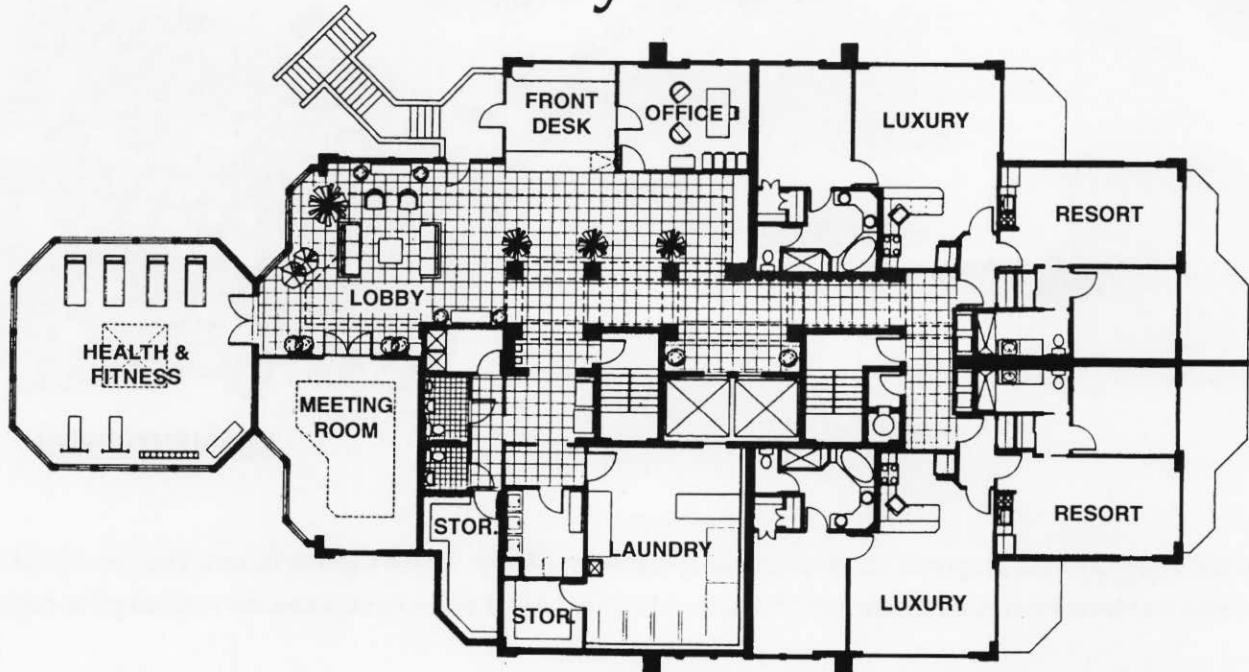 FRONT
DESK
OFFICE
LUXURY
RESORT
LOBBY
HEALTH &
FITNESS
MEETING
ROOM
STOR.
LAUNDRY
STOR.
RESORT
LUXURY